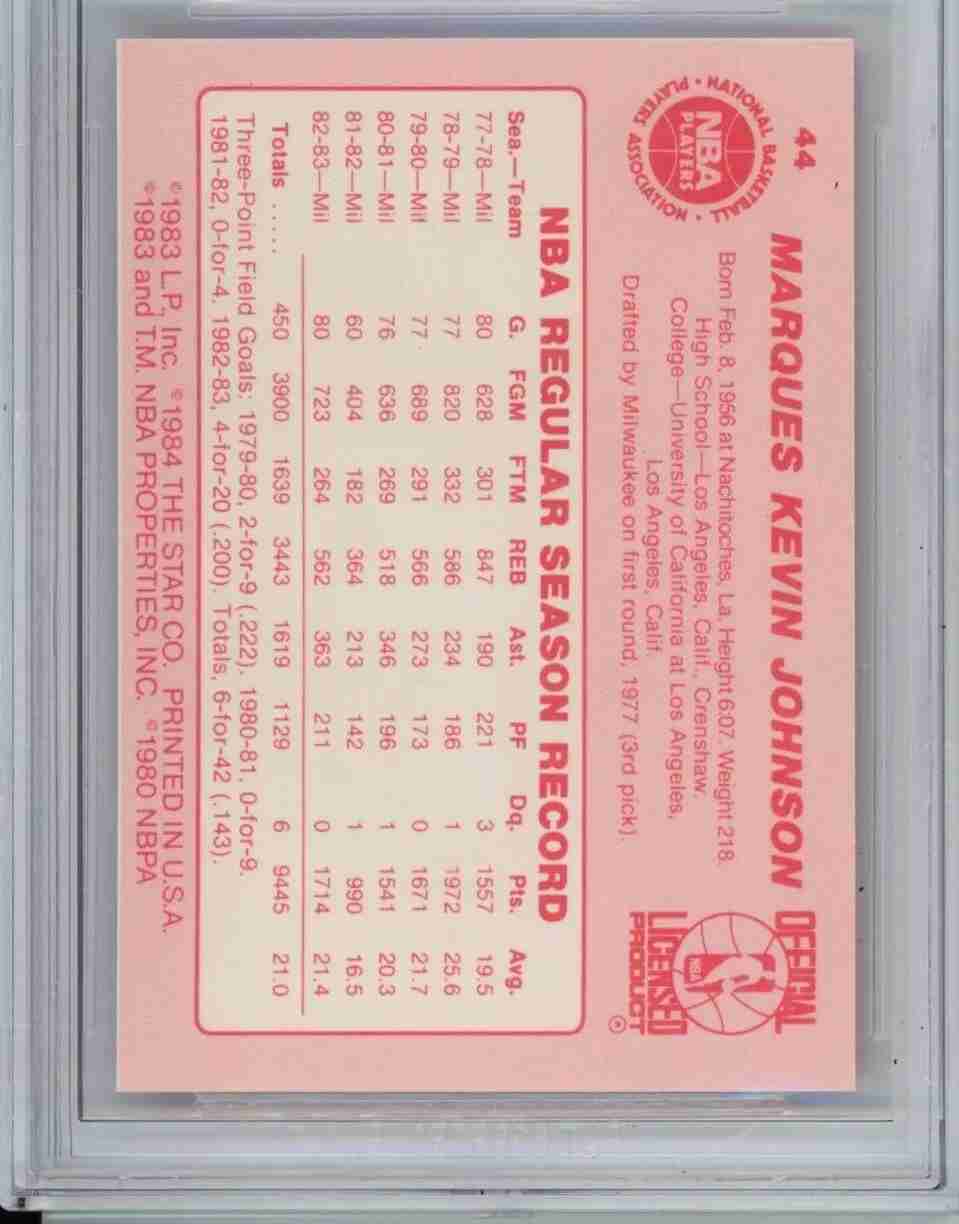 44
MARQUES KEVIN JOHNSON
NATIONAL BASKETBALL PLAYERS ASSOCIATION
NBA
PLAYERS
Born Feb. 8, 1956 at Nachitoches, La. Height 6:07. Weight 218.
High School—Los Angeles, Calif., Crenshaw.
College—University of California at Los Angeles,
Los Angeles, Calif.
Drafted by Milwaukee on first round, 1977 (3rd pick).
OFFICIAL
NBA
LICENSED
PRODUCT
®
NBA REGULAR SEASON RECORD
Sea.—Team G. FGM FTM REB Ast. PF Dq. Pts. Avg.
77-78—Mil 80 628 301 847 190 221 3 1557 19.5
78-79—Mil 77 820 332 586 234 186 1 1972 25.6
79-80—Mil 77 689 291 566 273 173 0 1671 21.7
80-81—Mil 76 636 269 518 346 196 1 1541 20.3
81-82—Mil 60 404 182 364 213 142 1 990 16.5
82-83—Mil 80 723 264 562 363 211 0 1714 21.4
Totals ..... 450 3900 1639 3443 1619 1129 6 9445 21.0
Three-Point Field Goals: 1979-80, 2-for-9 (.222). 1980-81, 0-for-9.
1981-82, 0-for-4. 1982-83, 4-for-20 (.200). Totals, 6-for-42 (.143).
©1983 L.P., Inc. ©1984 THE STAR CO. PRINTED IN U.S.A.
©1983 and T.M. NBA PROPERTIES, INC. ©1980 NBPA